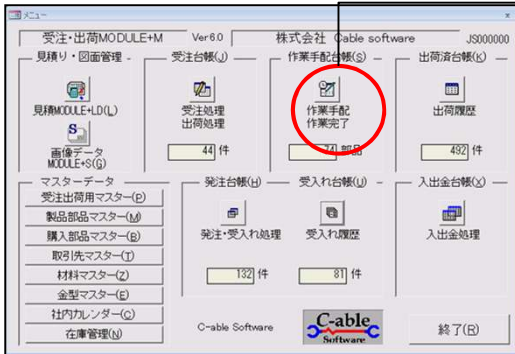 メニュー
受注・出荷MODULE+M Ver6.0 株式会社 Cable software JS000000
見積り・図面管理
見積MODULE+LD(L)
画像データ
MODULE+S(G)
受注台帳(J)
受注処理
出荷処理
44 件
作業手配台帳(S)
作業手配
作業完了
74 部品
出荷済台帳(K)
出荷履歴
492 件
マスターデータ
受注出荷用マスター(P)
製品部品マスター(M)
購入部品マスター(B)
取引先マスター(T)
材料マスター(Z)
金型マスター(E)
社内カレンダー(C)
在庫管理(N)
発注台帳(H)
発注・受入れ処理
132 件
受入れ台帳(U)
受入れ履歴
81 件
入出金台帳(X)
入出金処理
C-able Software
C-able
Software
終了(R)